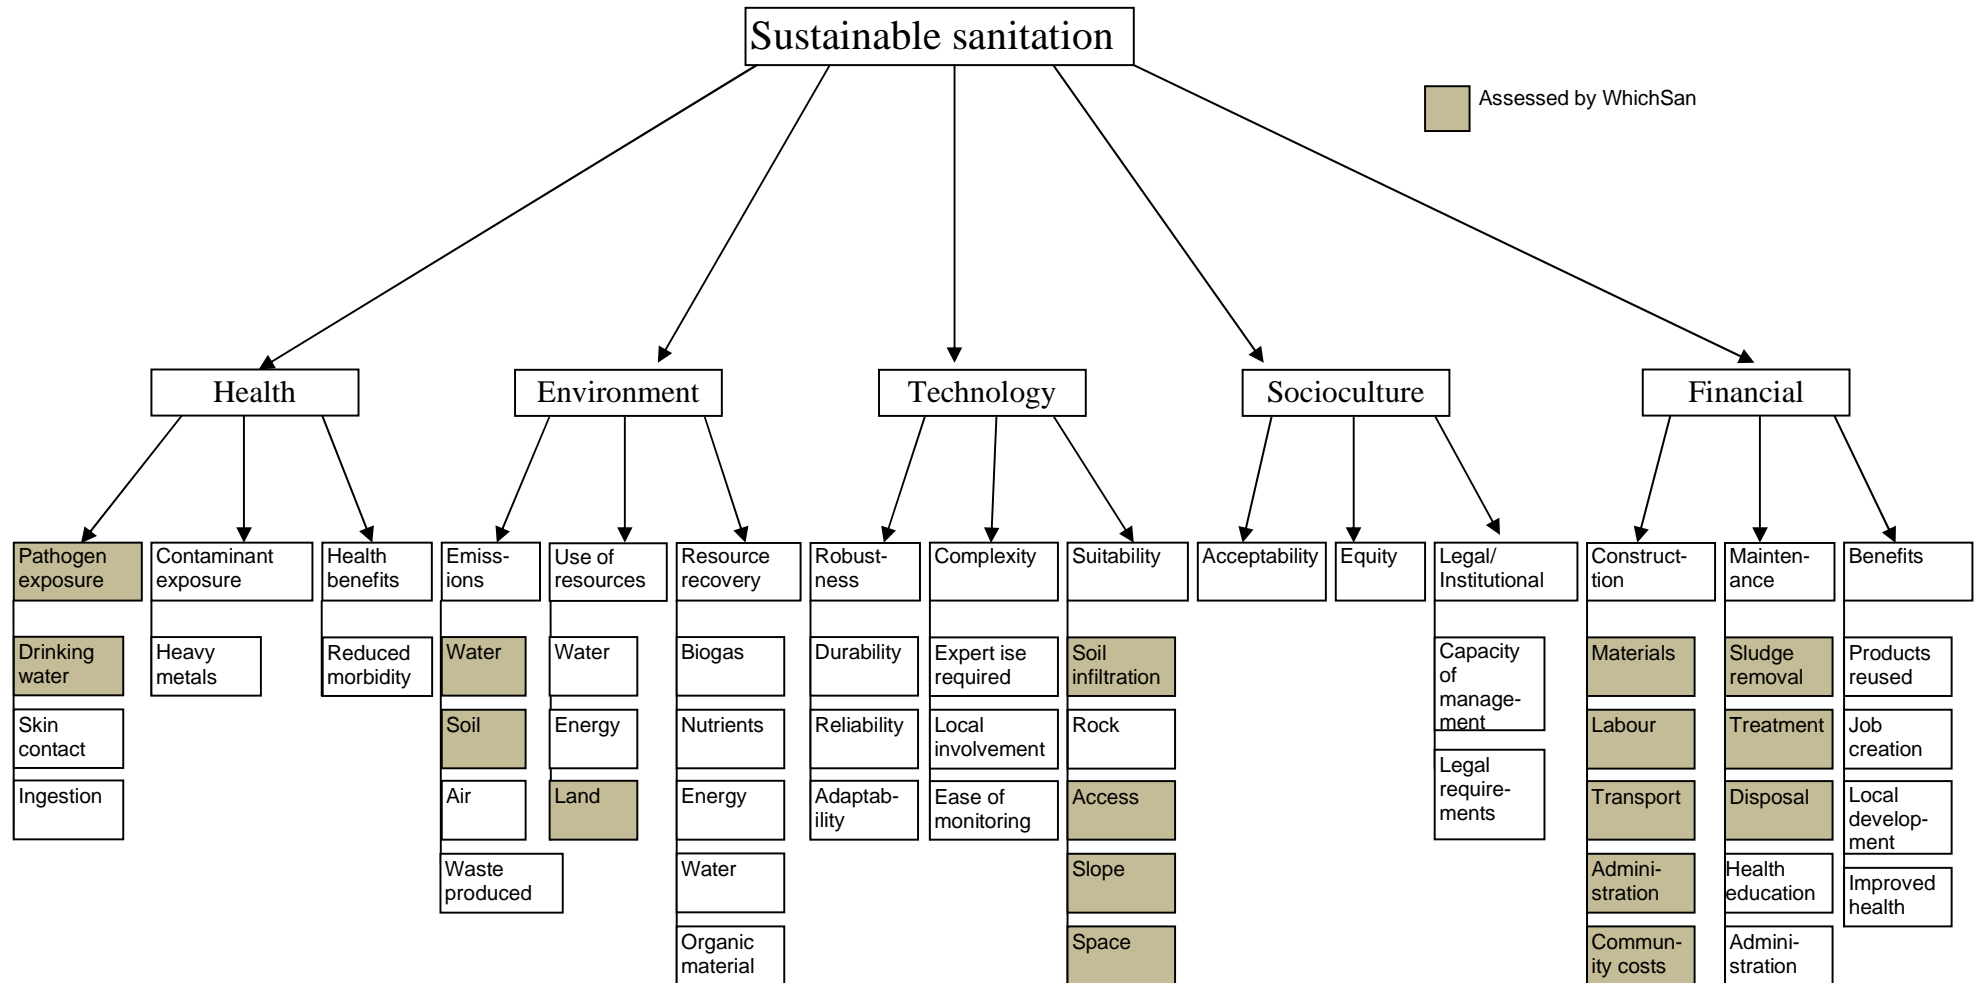 Sustainable sanitation
Assessed by WhichSan
Health
Environment
Technology
Socioculture
Financial
Pathogen
exposure
Contaminant
exposure
Health
benefits
Emiss-
ions
Use of
resources
Resource
recovery
Robust-
ness
Complexity
Suitability
Acceptability
Equity
Legal/
Institutional
Construct-
tion
Mainten-
ance
Benefits
Drinking
water
Skin
contact
Ingestion
Heavy
metals
Reduced
morbidity
Water
Soil
Air
Waste
produced
Water
Energy
Land
Biogas
Nutrients
Energy
Water
Organic
material
Durability
Reliability
Adaptab-
ility
Expert ise
required
Local
involvement
Ease of
monitoring
Soil
infiltration
Rock
Access
Slope
Space
Capacity
of
manage-
ment
Legal
require-
ments
Materials
Labour
Transport
Admini-
stration
Commun-
ity costs
Sludge
removal
Treatment
Disposal
Health
education
Admini-
stration
Products
reused
Job
creation
Local
develop-
ment
Improved
health